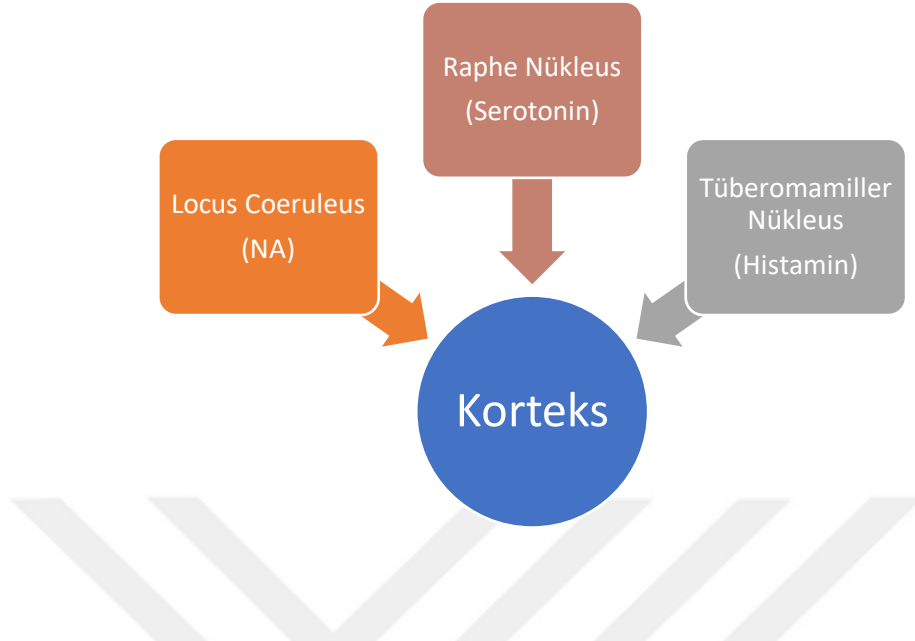 Raphe Nükleus
(Serotonin)
Locus Coeruleus
(NA)
Tüberomamiller
Nükleus
(Histamin)
Korteks